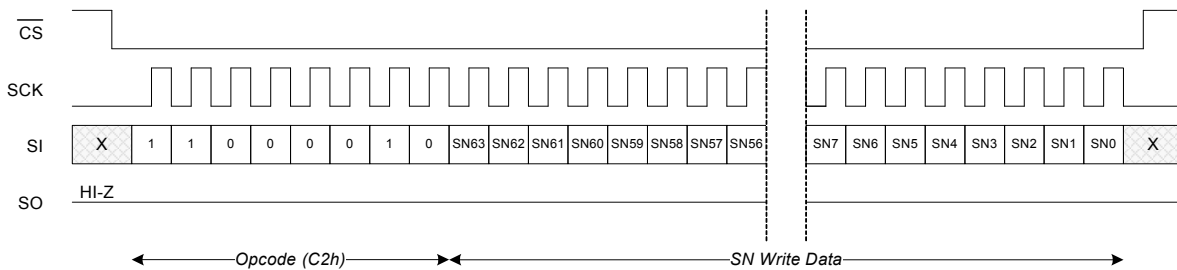 CS
SCK
SI X 1 1 0 0 0 0 1 0 SN63 SN62 SN61 SN60 SN59 SN58 SN57 SN56 SN7 SN6 SN5 SN4 SN3 SN2 SN1 SN0 X
HI-Z
SO
Opcode (C2h) SN Write Data